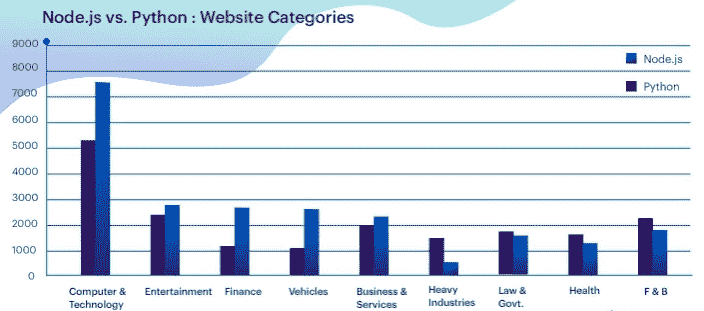 Node.js vs. Python : Website Categories
9000
8000
7000
6000
5000
4000
3000
2000
1000
0
Node.js
Python
Computer &
Technology
Entertainment
Finance
Vehicles
Business &
Services
Heavy
Industries
Law &
Govt.
Health
F & B